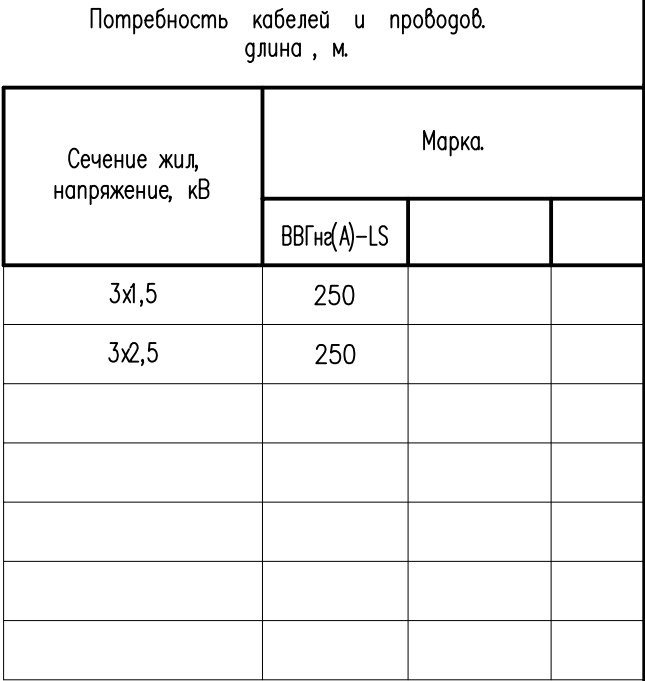 Потребность кабелей и проводов.
длина , м.
Сечение жил,
напряжение, кВ
Марка.
ВВГнг(А)-LS
3х1,5 250
3х2,5 250